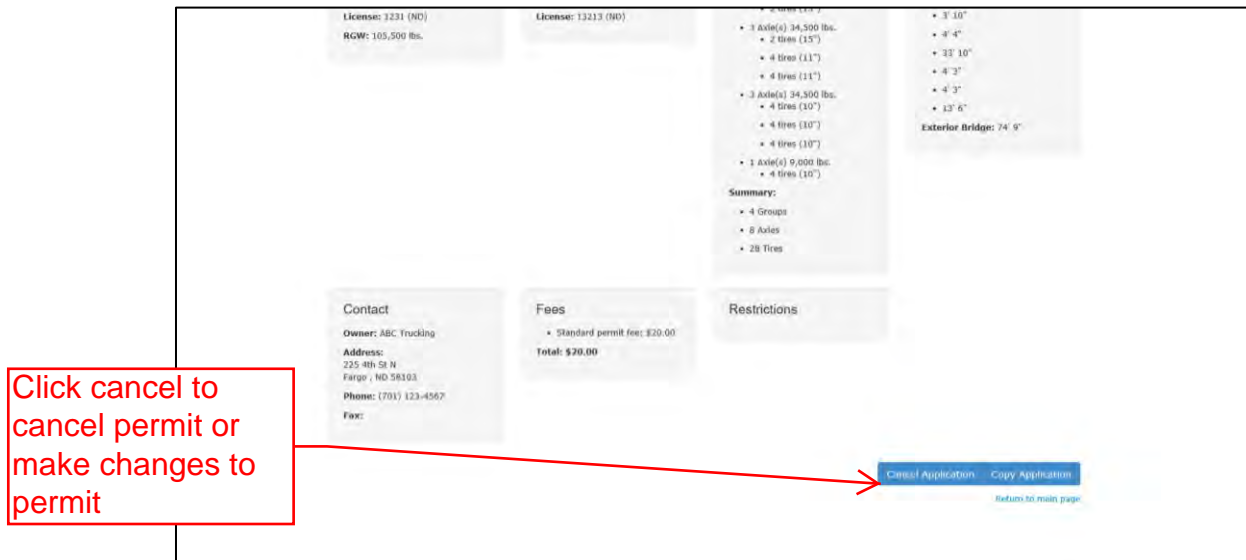 License: 1231 (ND)
RGW: 105,500 lbs.
License: 13213 (ND)
• 2 tires (15")
• 3 Axle(s) 34,500 lbs.
• 2 tires (15")
• 4 tires (11")
• 4 tires (11")
• 3 Axle(s) 34,500 lbs.
• 4 tires (10")
• 4 tires (10")
• 4 tires (10")
• 1 Axle(s) 9,000 lbs.
• 4 tires (10")
Summary:
• 4 Groups
• 8 Axles
• 28 Tires
• 3' 10"
• 4' 4"
• 33' 10"
• 4' 3"
• 4' 3"
• 13' 6"
Exterior Bridge: 74' 9"
Contact
Owner: ABC Trucking
Address:
225 4th St N
Fargo , ND 58103
Phone: (701) 123-4567
Fax:
Fees
• Standard permit fee: $20.00
Total: $20.00
Restrictions
Click cancel to
cancel permit or
make changes to
permit
Cancel Application Copy Application
Return to main page